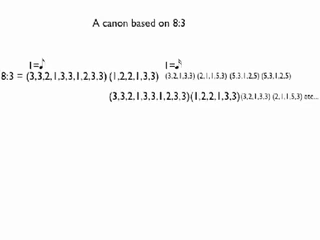 A canon based on 8:3
1=♪ 1=♬
8:3 = (3,3,2,1,3,3,1,2,3,3) (1,2,2,1,3,3) (3,2,1,3,3) (2,1,1,5,3) (5,3,1,2,5) (5,3,1,2,5)
(3,3,2,1,3,3,1,2,3,3)(1,2,2,1,3,3)(3,2,1,3,3) (2,1,1,5,3) etc...